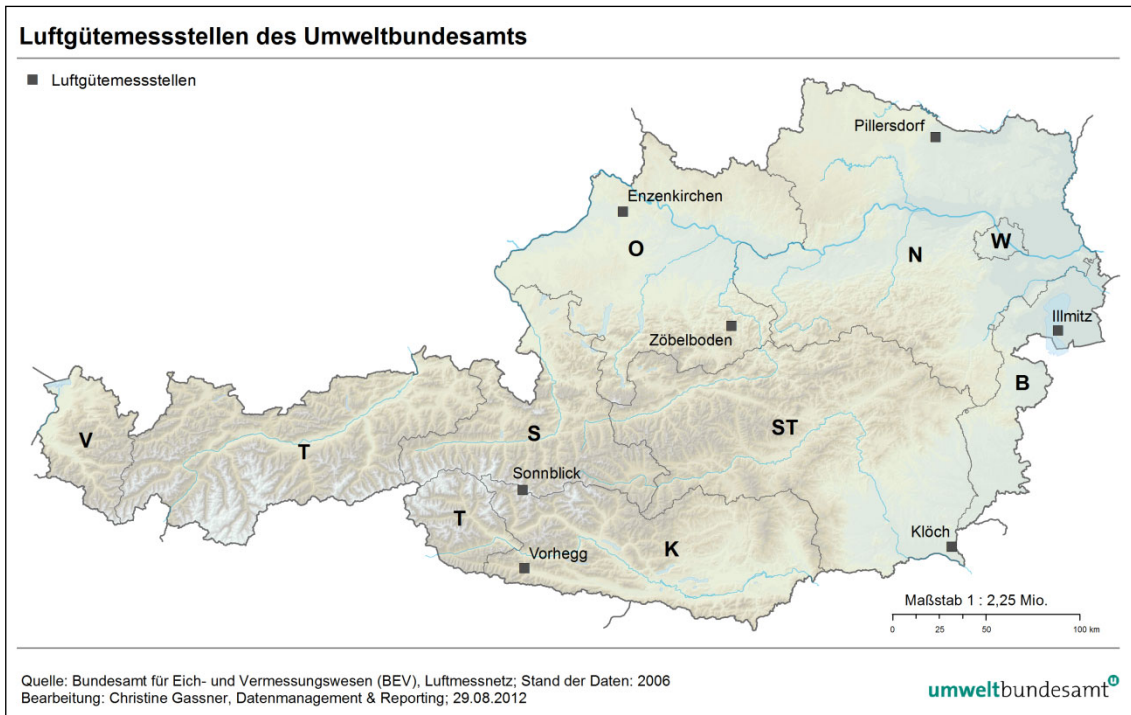 Luftgütemessstellen des Umweltbundesamts
Luftgütemessstellen
Pillersdorf
Enzenkirchen
W
O
N
Illmitz
Zöbelboden
B
ST
V
S
T
Sonnblick
T
Klöch
K
Vorhegg
Maßstab 1 : 2,25 Mio.
0 25 50 100 km
Quelle: Bundesamt für Eich- und Vermessungswesen (BEV), Luftmessnetz; Stand der Daten: 2006
Bearbeitung: Christine Gassner, Datenmanagement & Reporting; 29.08.2012
umweltbundesamt u